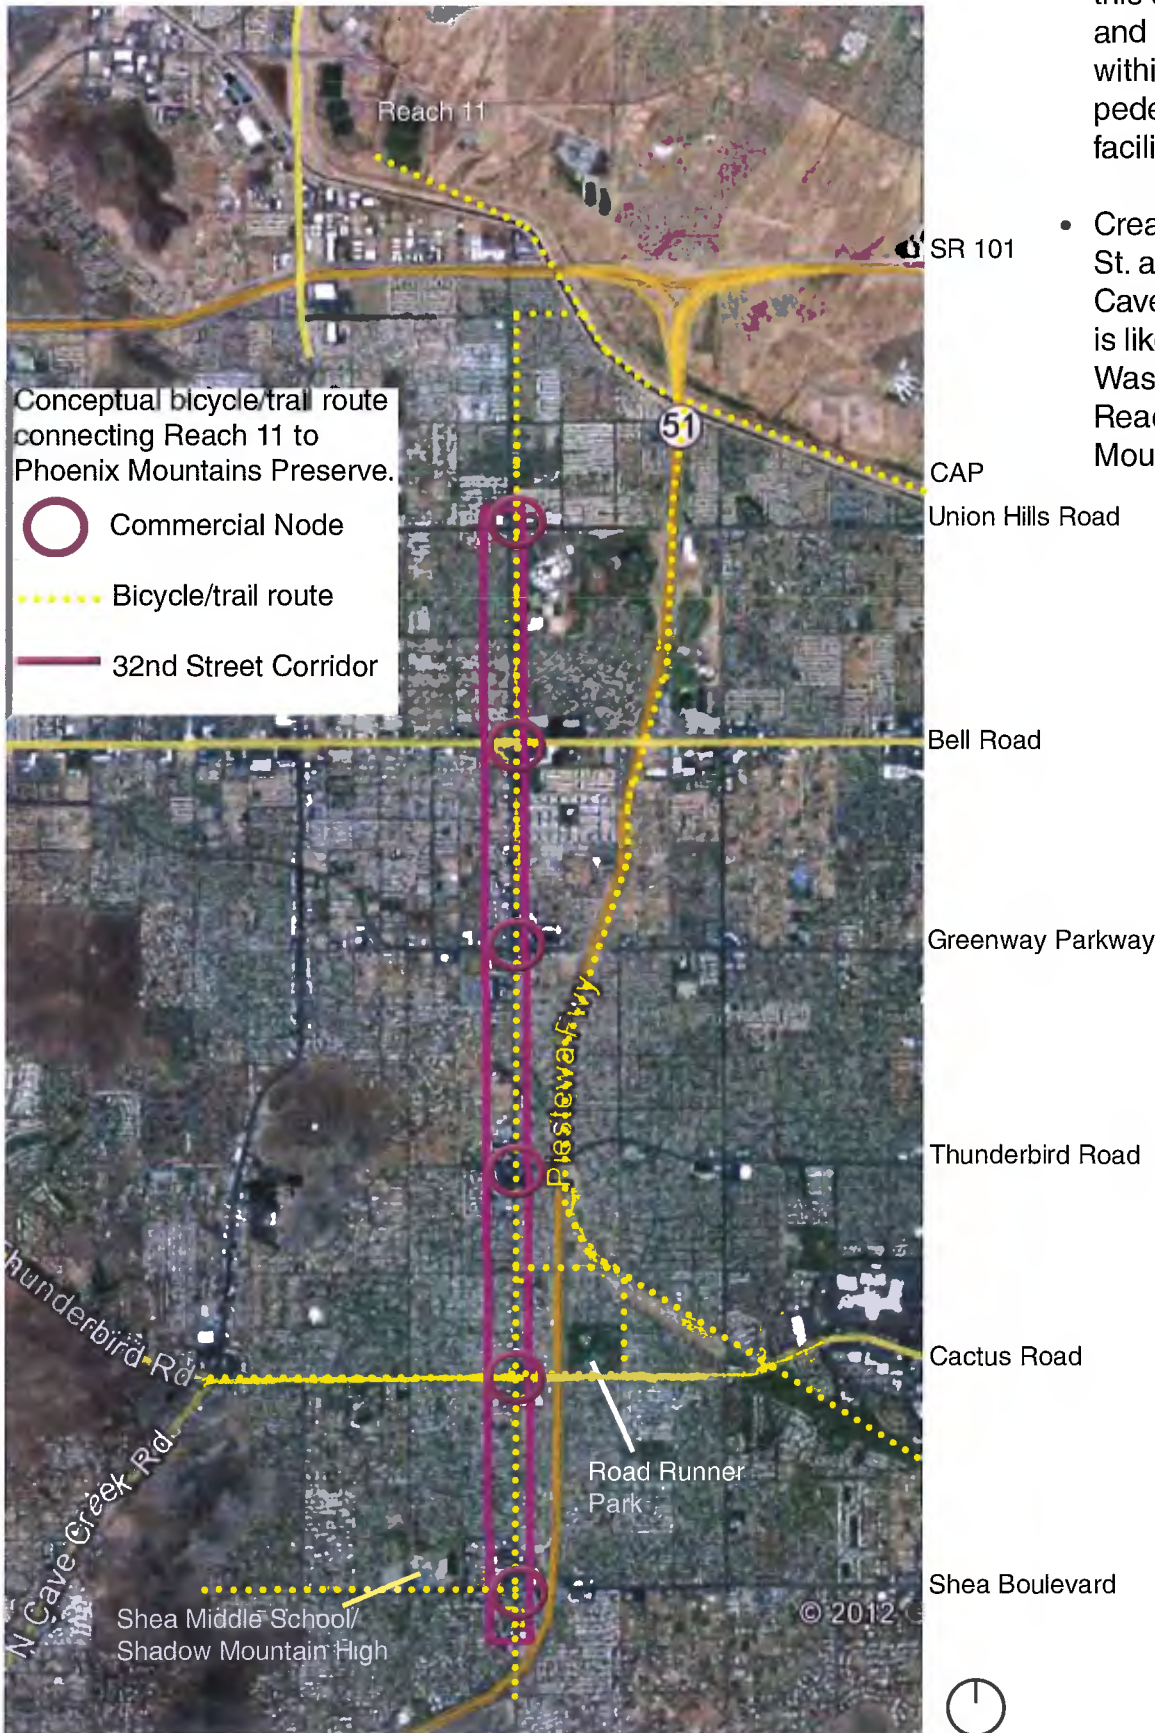 this
and
withi
pede
facili
• Crea
St. a
Cave
is lik
Was
Reac
Mou
Reach 11
SR 101
Conceptual bicycle/trail route
connecting Reach 11 to
Phoenix Mountains Preserve.
Commercial Node
Bicycle/trail route
32nd Street Corridor
51
CAP
Union Hills Road
Bell Road
Greenway Parkway
Piestewa Fwy
Thunderbird Road
Thunderbird Rd
Cactus Road
N Cave Creek Rd
Road Runner
Park
Shea Boulevard
Shea Middle School/
Shadow Mountain High
© 2012